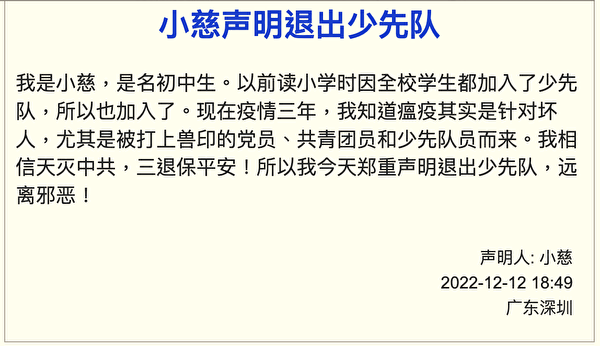 小慈声明退出少先队
我是小慈，是名初中生。以前读小学时因全校学生都加入了少先
队，所以也加入了。现在疫情三年，我知道瘟疫其实是针对坏
人，尤其是被打上兽印的党员、共青团员和少先队员而来。我相
信天灭中共，三退保平安！所以我今天郑重声明退出少先队，远
离邪恶！
声明人: 小慈
2022-12-12 18:49
广东深圳